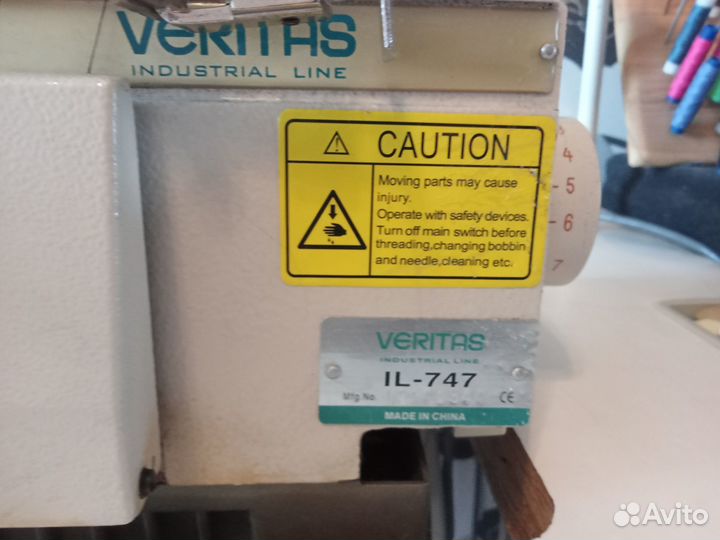 VERITAS
INDUSTRIAL LINE
CAUTION
Moving parts may cause
injury.
Operate with safety devices.
Turn off main switch before
threading,changing bobbin
and needle,cleaning etc.
4
5
6
7
VERITAS
INDUSTRIAL LINE
IL-747
Mfg.No.
CE
MADE IN CHINA
Avito